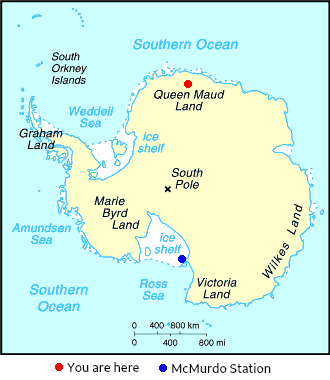 Southern Ocean
South
Orkney
Islands
Queen Maud
Land
Weddell
Sea
Graham
Land
ice
shelf
South
Pole
Marie
Byrd
Land
Amundsen
Sea
ice
shelf
Wilkes Land
Southern
Ocean
Ross
Sea
Victoria
Land
0 400 800 km
0 400 800 mi
You are here
McMurdo Station